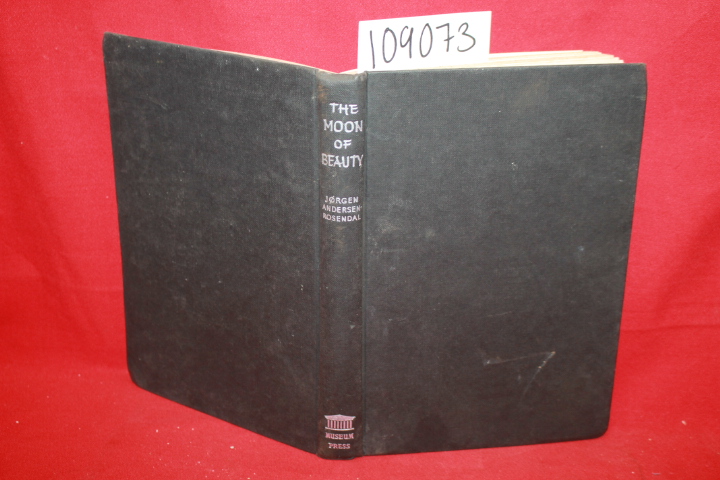 109073
THE
MOON
OF
BEAUTY
JØRGEN
ANDERSEN-
ROSENDAL
MUSEUM
PRESS